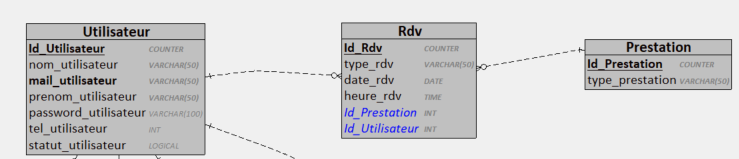 Utilisateur
Id_Utilisateur COUNTER
nom_utilisateur VARCHAR(50)
mail_utilisateur VARCHAR(50)
prenom_utilisateur VARCHAR(50)
password_utilisateur VARCHAR(100)
tel_utilisateur INT
statut_utilisateur LOGICAL
Rdv
Id_Rdv COUNTER
type_rdv VARCHAR(50)
date_rdv DATE
heure_rdv TIME
Id_Prestation INT
Id_Utilisateur INT
Prestation
Id_Prestation COUNTER
type_prestation VARCHAR(50)